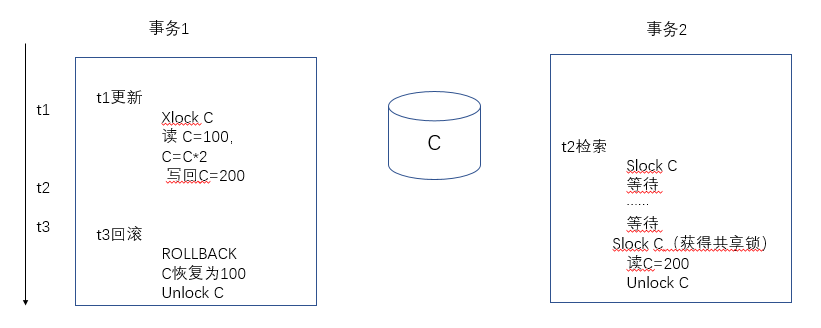 事务1
事务2
t1
t2
t3
t1更新
Xlock C
读 C=100,
C=C*2
写回C=200
t3回滚
ROLLBACK
C恢复为100
Unlock C
C
t2检索
Slock C
等待
......
等待
Slock C（获得共享锁）
读C=200
Unlock C